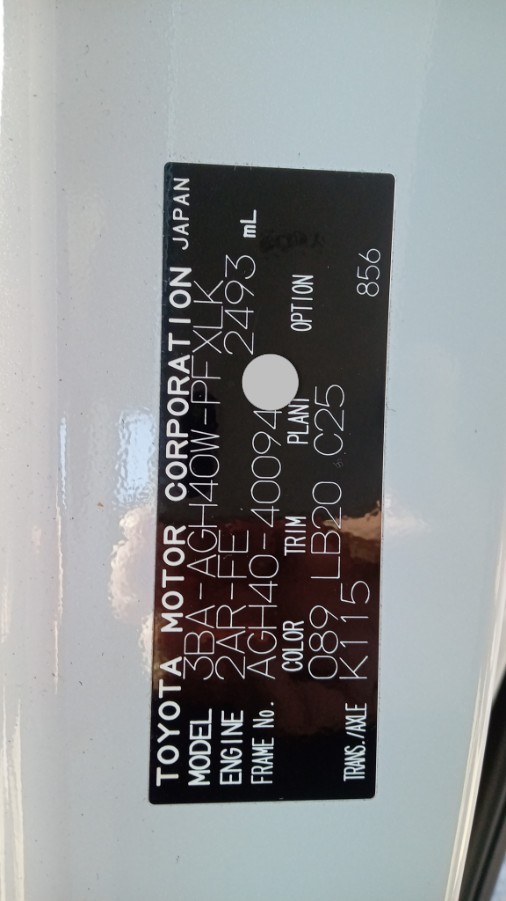 TOYOTA MOTOR CORPORATION JAPAN
MODEL 3BA-AGH40W-PFXLK
ENGINE 2AR-FE 2493 mL
FRAME No. AGH40-40094
COLOR TRIM PLANT OPTION
089 LB20 C25 856
TRANS./AXLE K115